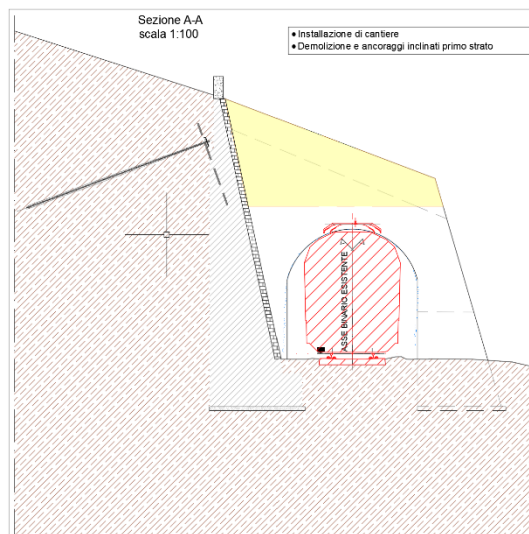 Sezione A-A
scala 1:100
• Installazione di cantiere
• Demolizione e ancoraggi inclinati primo strato
ASSE BINARIO ESISTENTE